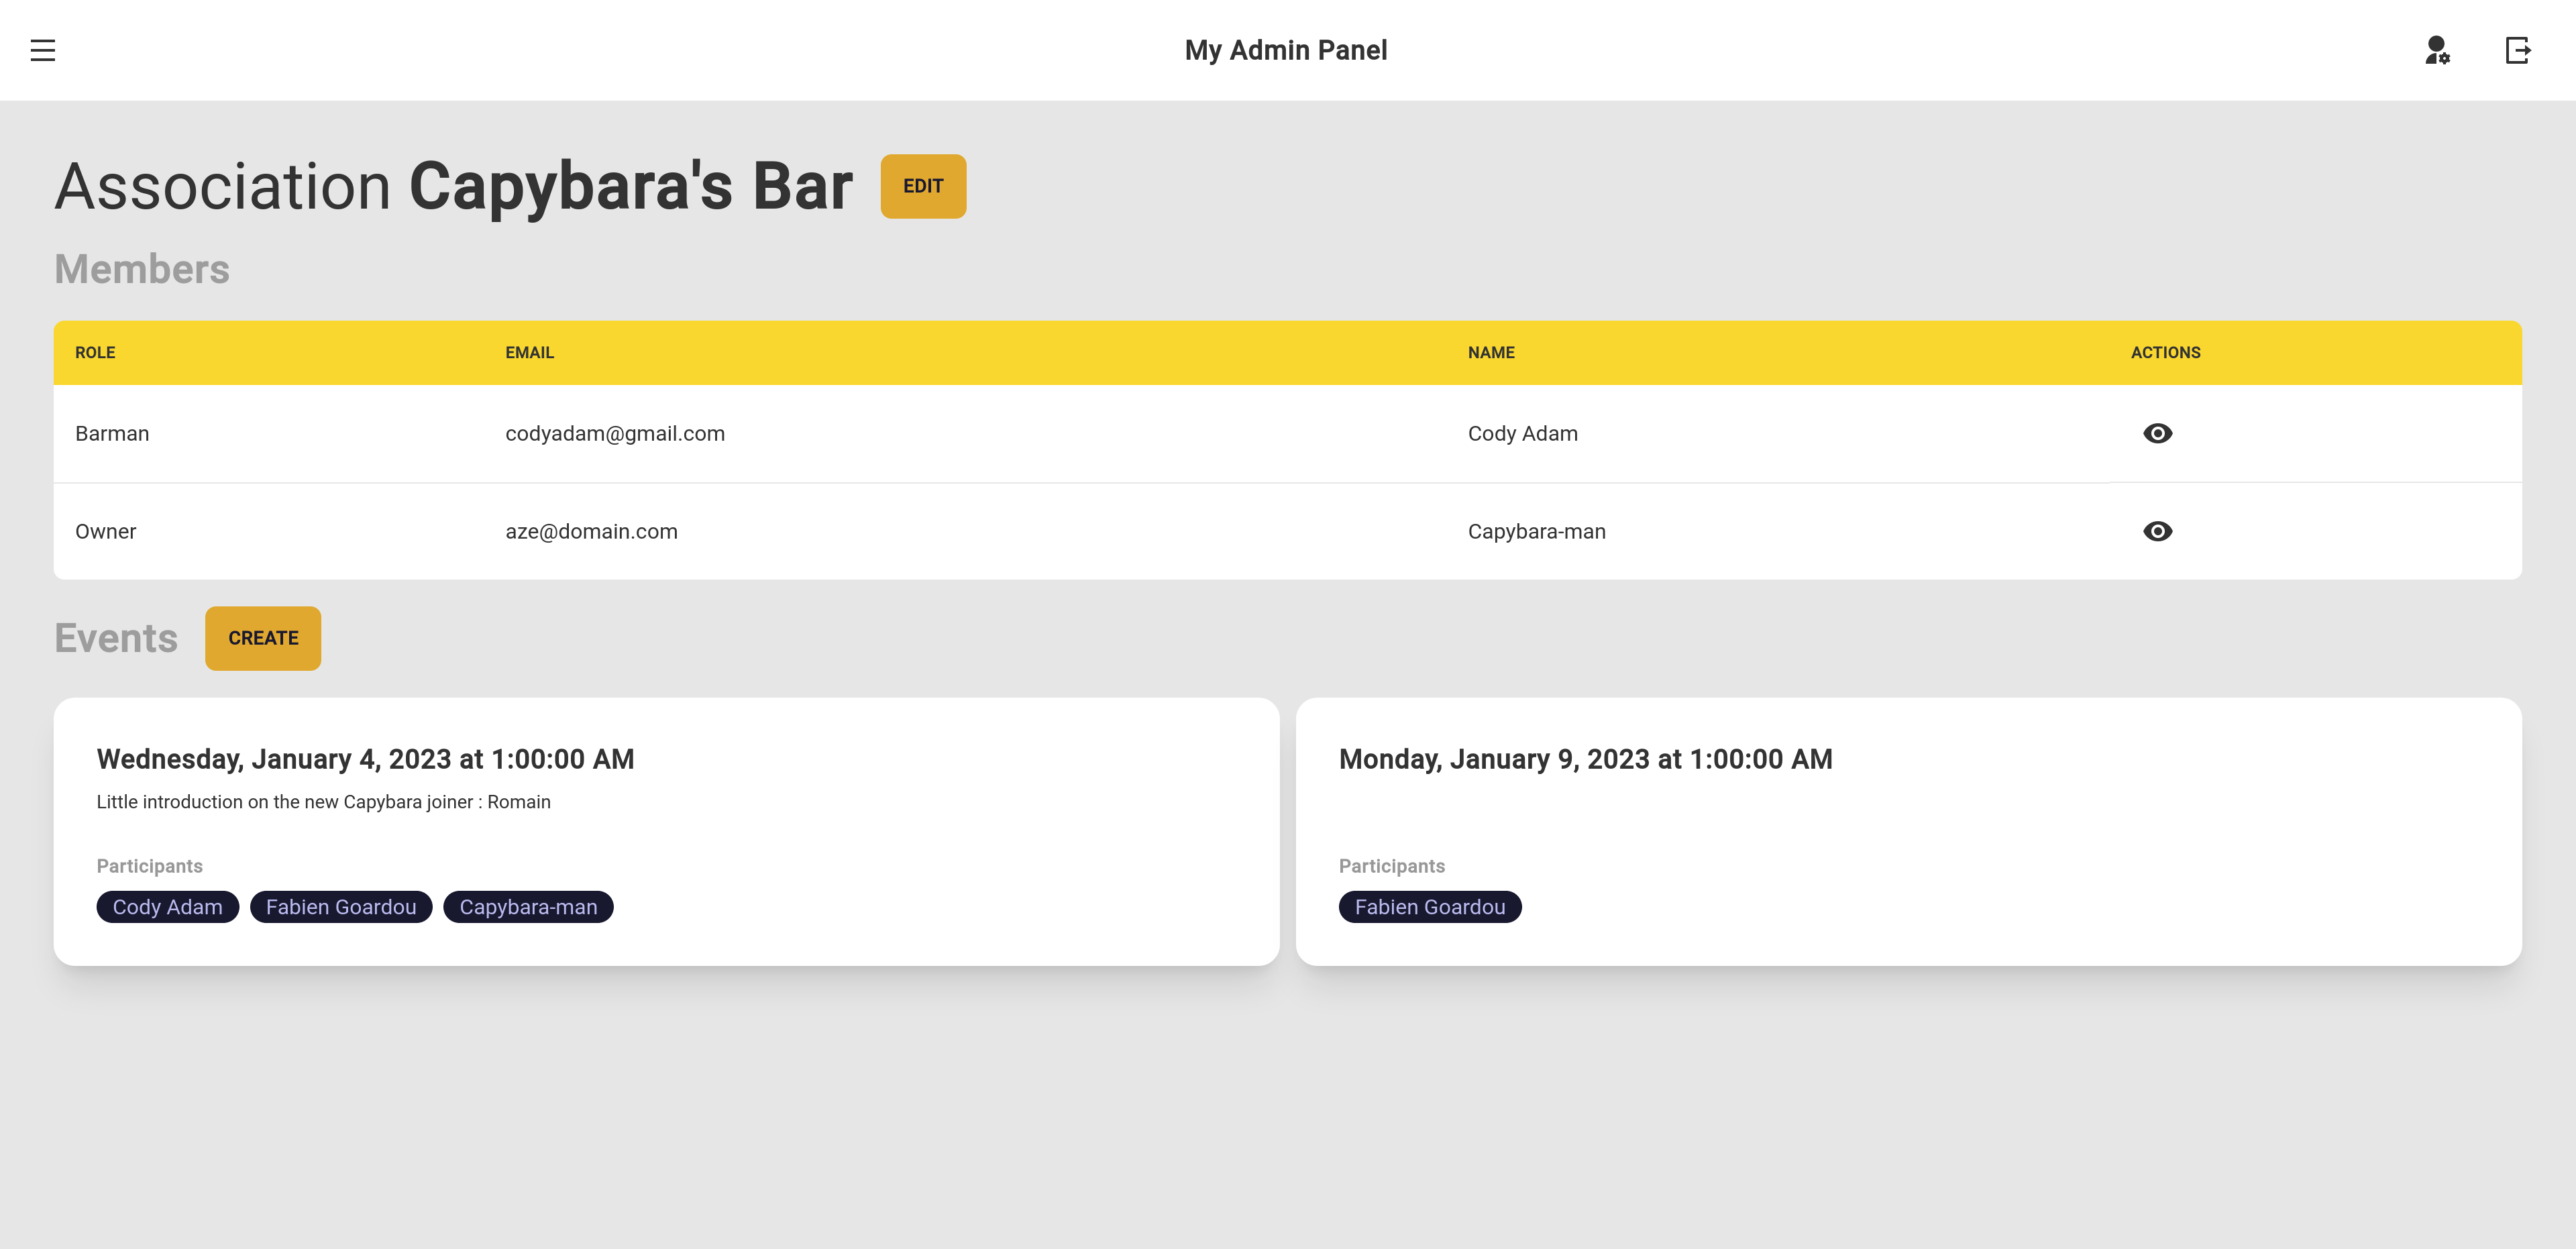 My Admin Panel
Association Capybara's Bar EDIT
Members
ROLE EMAIL NAME ACTIONS
Barman codyadam@gmail.com Cody Adam
Owner aze@domain.com Capybara-man
Events CREATE
Wednesday, January 4, 2023 at 1:00:00 AM
Little introduction on the new Capybara joiner : Romain
Participants
Cody Adam Fabien Goardou Capybara-man
Monday, January 9, 2023 at 1:00:00 AM
Participants
Fabien Goardou